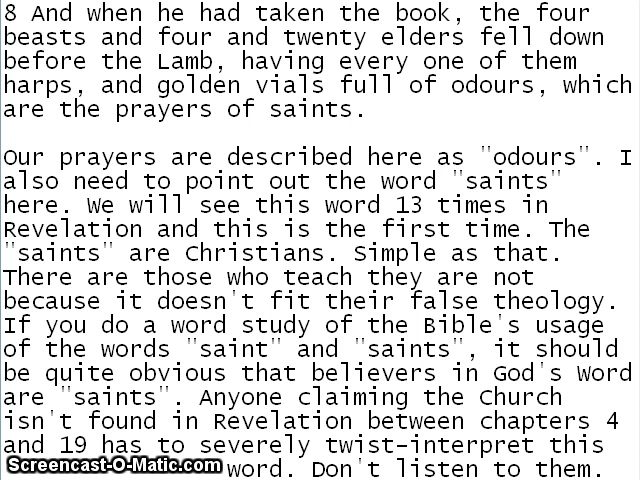 8 And when he had taken the book, the four
beasts and four and twenty elders fell down
before the Lamb, having every one of them
harps, and golden vials full of odours, which
are the prayers of saints.
Our prayers are described here as "odours". I
also need to point out the word "saints"
here. We will see this word 13 times in
Revelation and this is the first time. The
"saints" are Christians. Simple as that.
There are those who teach they are not
because it doesn't fit their false theology.
If you do a word study of the Bible's usage
of the words "saint" and "saints", it should
be quite obvious that believers in God's Word
are "saints". Anyone claiming the Church
isn't found in Revelation between chapters 4
and 19 has to severely twist-interpret this
Screencast-O-Matic.com word. Don't listen to them.